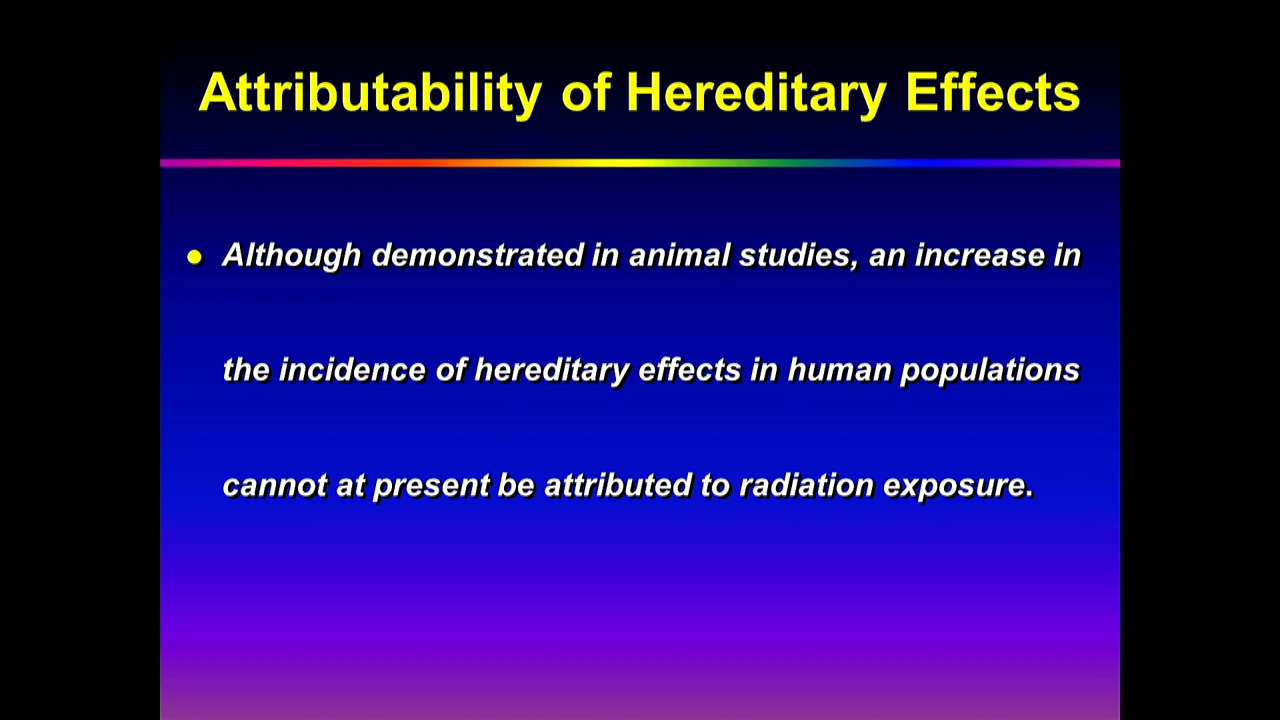 Attributability of Hereditary Effects
● Although demonstrated in animal studies, an increase in
the incidence of hereditary effects in human populations
cannot at present be attributed to radiation exposure.